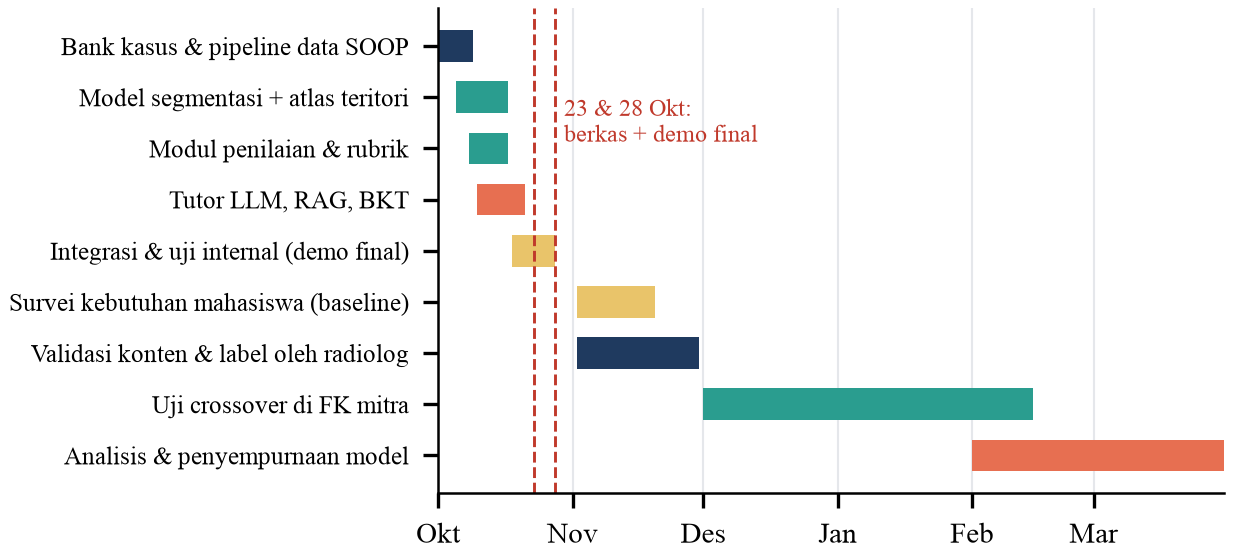 Bank kasus & pipeline data SOOP
Model segmentasi + atlas teritori
23 & 28 Okt:
berkas + demo final
Modul penilaian & rubrik
Tutor LLM, RAG, BKT
Integrasi & uji internal (demo final)
Survei kebutuhan mahasiswa (baseline)
Validasi konten & label oleh radiolog
Uji crossover di FK mitra
Analisis & penyempurnaan model
Okt Nov Des Jan Feb Mar